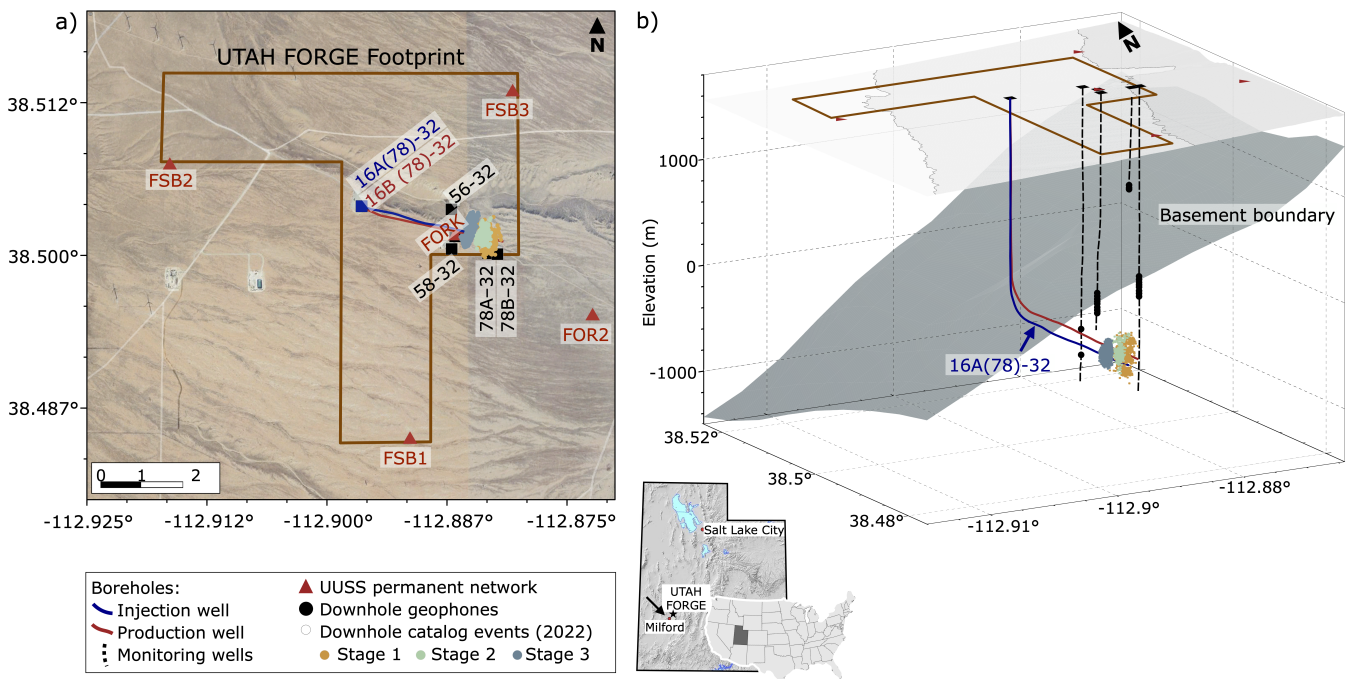 a)
UTAH FORGE Footprint
N
38.512°
38.500°
38.487°
FSB3
FSB2
16A(78)-32
16B (78)-32
56-32
FORK
58-32
78A-32
78B-32
FOR2
FSB1
0 1 2
-112.925° -112.912° -112.900° -112.887° -112.875°
b)
N
Elevation (m)
1000
0
-1000
Basement boundary
16A(78)-32
38.52°
38.5°
38.48°
-112.91°
-112.9°
-112.88°
Boreholes:
Injection well
Production well
Monitoring wells
UUSS permanent network
Downhole geophones
Downhole catalog events (2022)
Stage 1 Stage 2 Stage 3
Salt Lake City
UTAH
FORGE
Milford